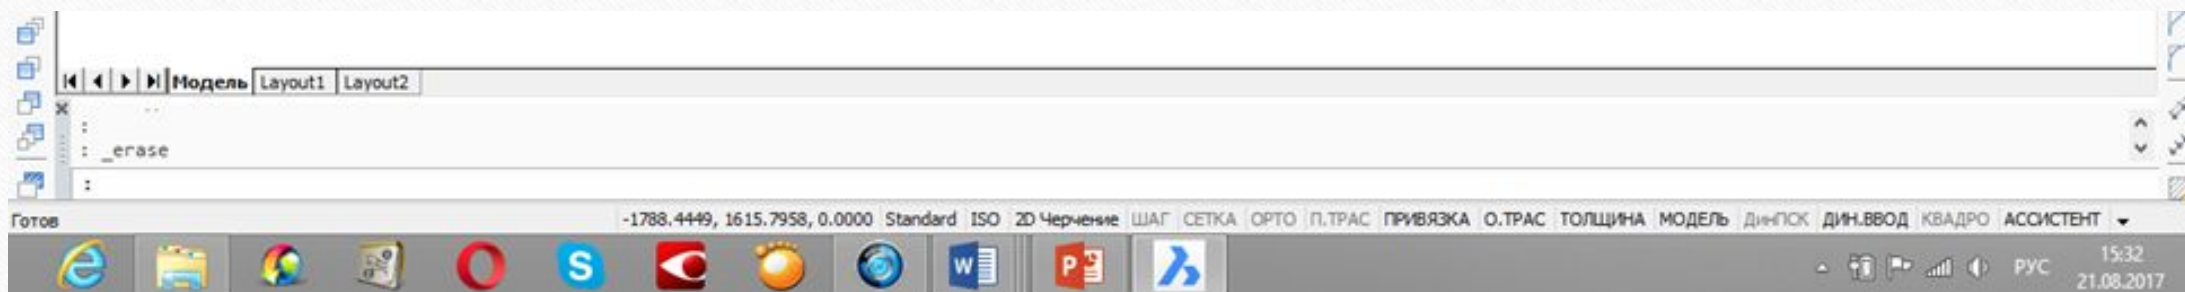 Модель Layout1 Layout2
:
: _erase
:
Готов -1788.4449, 1615.7958, 0.0000 Standard ISO 2D Черчение ШАГ СЕТКА ОРТО П.ТРАС ПРИВЯЗКА О.ТРАС ТОЛЩИНА МОДЕЛЬ ДинПСК ДИН.ВВОД КВАДРО АССИСТЕНТ
РУС 15:32
21.08.2017